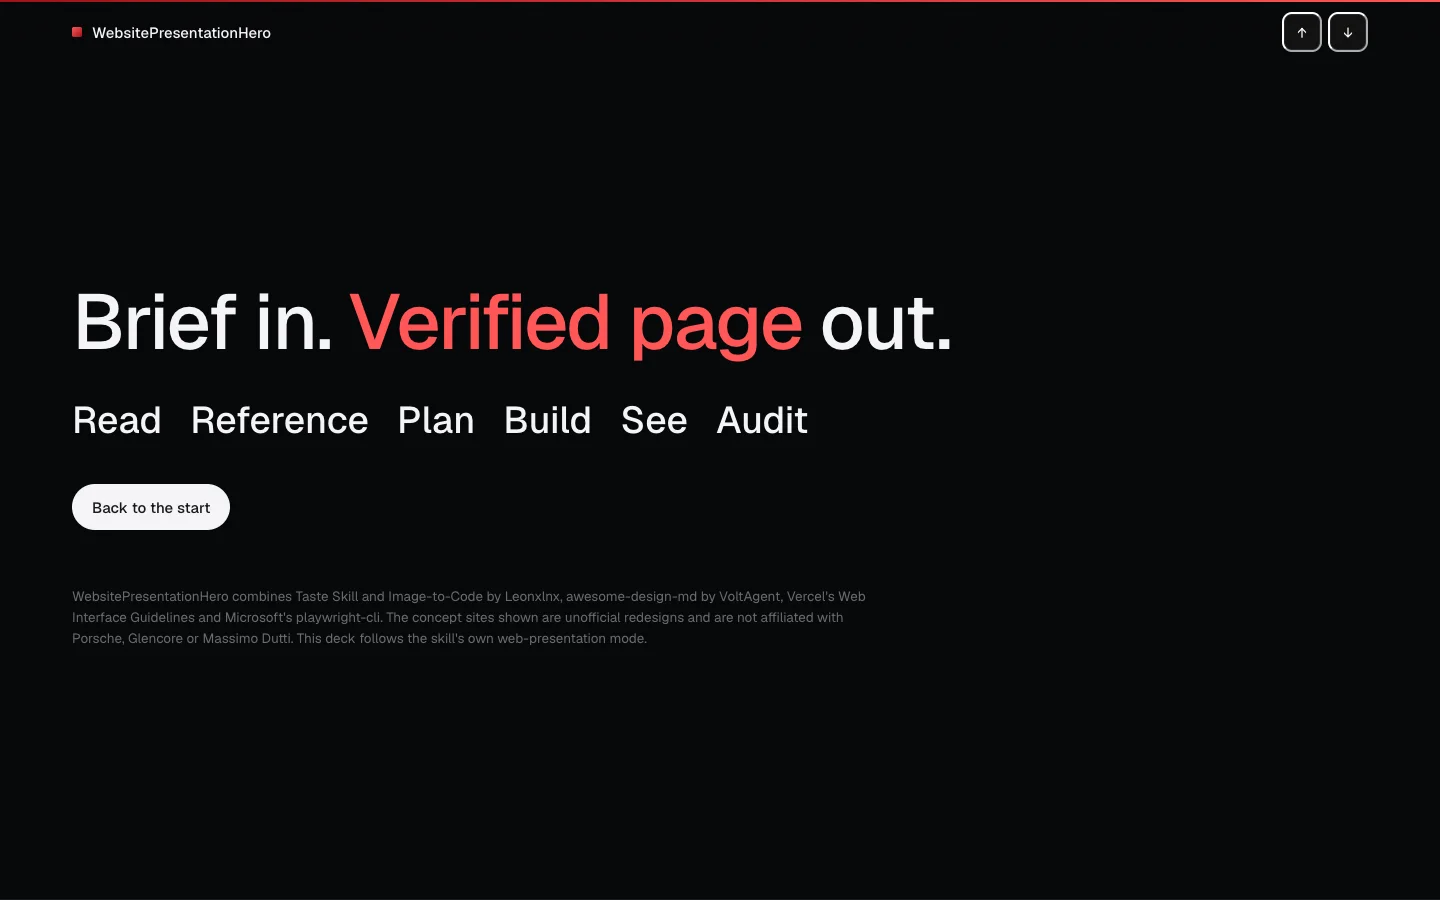 WebsitePresentationHero
↑ ↓
Brief in. Verified page out.
Read Reference Plan Build See Audit
Back to the start
WebsitePresentationHero combines Taste Skill and Image-to-Code by Leonxlnx, awesome-design-md by VoltAgent, Vercel's Web
Interface Guidelines and Microsoft's playwright-cli. The concept sites shown are unofficial redesigns and are not affiliated with
Porsche, Glencore or Massimo Dutti. This deck follows the skill's own web-presentation mode.